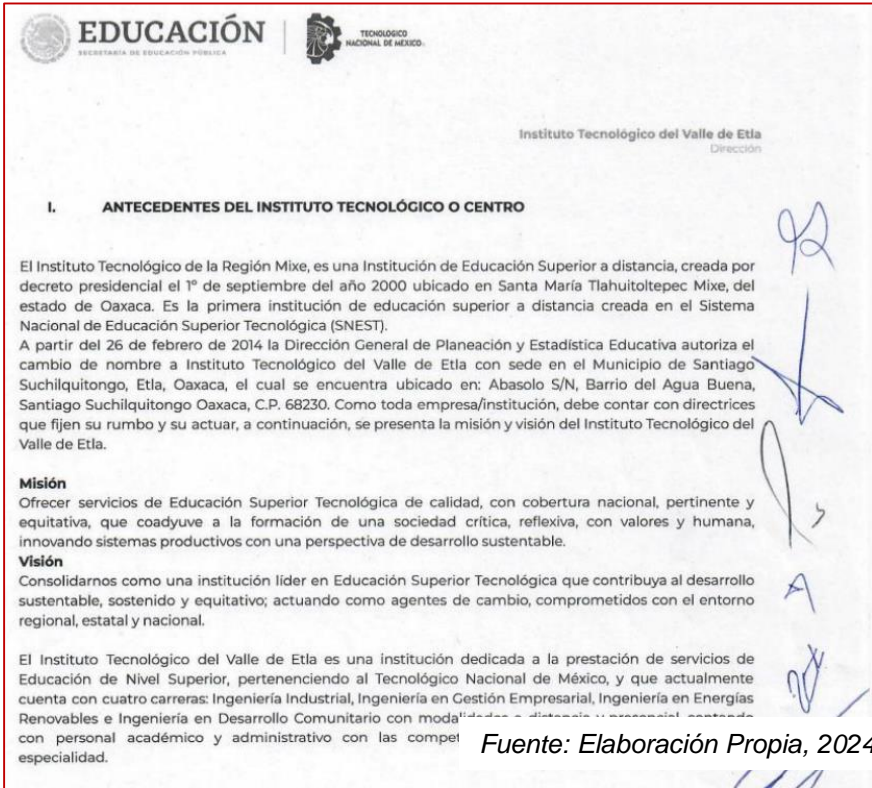 EDUCACIÓN
SECRETARÍA DE EDUCACIÓN PÚBLICA
TECNOLÓGICO
NACIONAL DE MÉXICO
Instituto Tecnológico del Valle de Etla
Dirección
I. ANTECEDENTES DEL INSTITUTO TECNOLÓGICO O CENTRO
El Instituto Tecnológico de la Región Mixe, es una Institución de Educación Superior a distancia, creada por
decreto presidencial el 1º de septiembre del año 2000 ubicado en Santa María Tlahuitoltepec Mixe, del
estado de Oaxaca. Es la primera institución de educación superior a distancia creada en el Sistema
Nacional de Educación Superior Tecnológica (SNEST).
A partir del 26 de febrero de 2014 la Dirección General de Planeación y Estadística Educativa autoriza el
cambio de nombre a Instituto Tecnológico del Valle de Etla con sede en el Municipio de Santiago
Suchilquitongo, Etla, Oaxaca, el cual se encuentra ubicado en: Abasolo S/N, Barrio del Agua Buena,
Santiago Suchilquitongo Oaxaca, C.P. 68230. Como toda empresa/institución, debe contar con directrices
que fijen su rumbo y su actuar, a continuación, se presenta la misión y visión del Instituto Tecnológico del
Valle de Etla.
Misión
Ofrecer servicios de Educación Superior Tecnológica de calidad, con cobertura nacional, pertinente y
equitativa, que coadyuve a la formación de una sociedad crítica, reflexiva, con valores y humana,
innovando sistemas productivos con una perspectiva de desarrollo sustentable.
Visión
Consolidarnos como una institución líder en Educación Superior Tecnológica que contribuya al desarrollo
sustentable, sostenido y equitativo; actuando como agentes de cambio, comprometidos con el entorno
regional, estatal y nacional.
El Instituto Tecnológico del Valle de Etla es una institución dedicada a la prestación de servicios de
Educación de Nivel Superior, pertenenciendo al Tecnológico Nacional de México, y que actualmente
cuenta con cuatro carreras: Ingeniería Industrial, Ingeniería en Gestión Empresarial, Ingeniería en Energías
Renovables e Ingeniería en Desarrollo Comunitario con modalidades a distancia y presencial, contando
con personal académico y administrativo con las compet
especialidad.
Fuente: Elaboración Propia, 2024